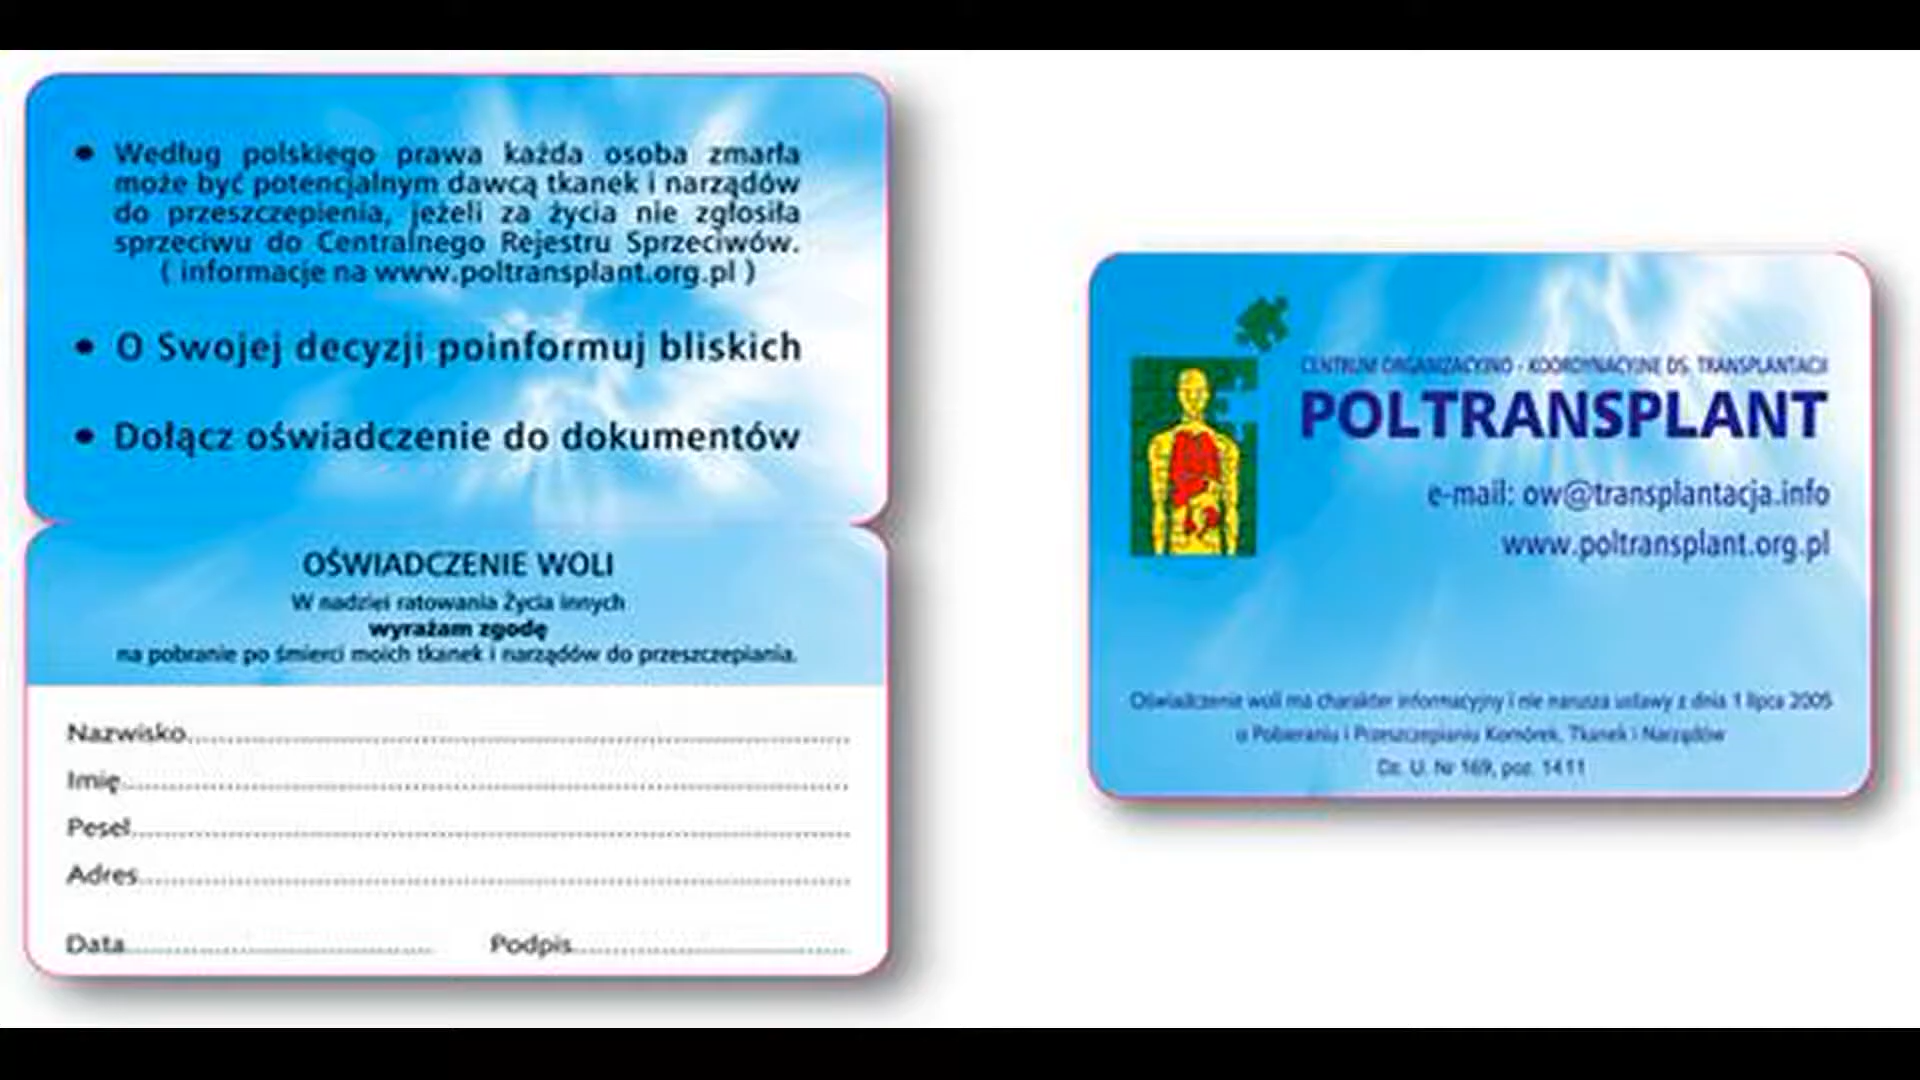 • Według polskiego prawa każda osoba zmarła
może być potencjalnym dawcą tkanek i narządów
do przeszczepienia, jeżeli za życia nie zgłosiła
sprzeciwu do Centralnego Rejestru Sprzeciwów.
( informacje na www.poltransplant.org.pl )
• O Swojej decyzji poinformuj bliskich
• Dołącz oświadczenie do dokumentów
OŚWIADCZENIE WOLI
W nadziei ratowania Życia innych
wyrażam zgodę
na pobranie po śmierci moich tkanek i narządów do przeszczepiania.
Nazwisko
Imię
Pesel
Adres
Data Podpis
CENTRUM ORGANIZACYJNO - KOORDYNACYJNE DS. TRANSPLANTACJI
POLTRANSPLANT
e-mail: ow@transplantacja.info
www.poltransplant.org.pl
Oświadczenie woli ma charakter informacyjny i nie narusza ustawy z dnia 1 lipca 2005
o Pobieraniu i Przeszczepianiu Komórek, Tkanek i Narządów
Dz. U. Nr 169, poz. 1411